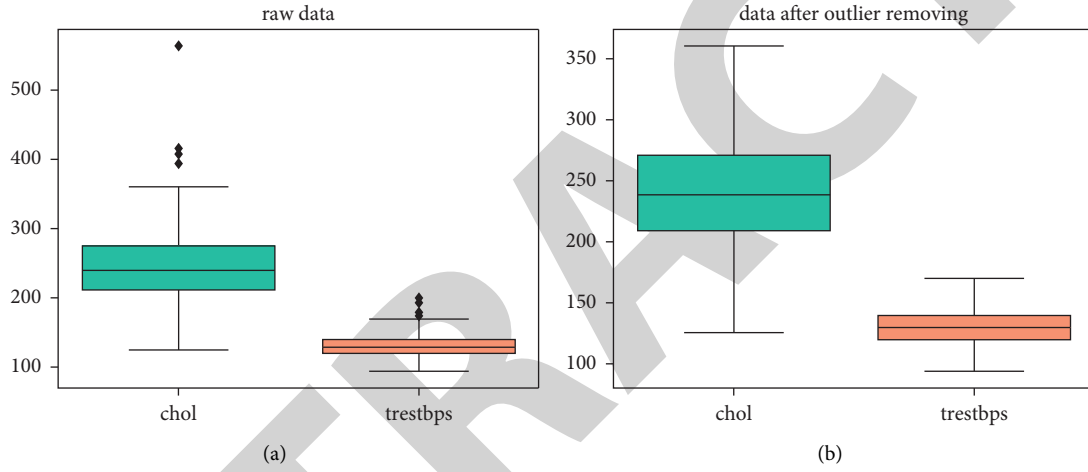 raw data
500
400
300
200
100
chol
trestbps
(a)
data after outlier removing
350
300
250
200
150
100
chol
trestbps
(b)
TRAC